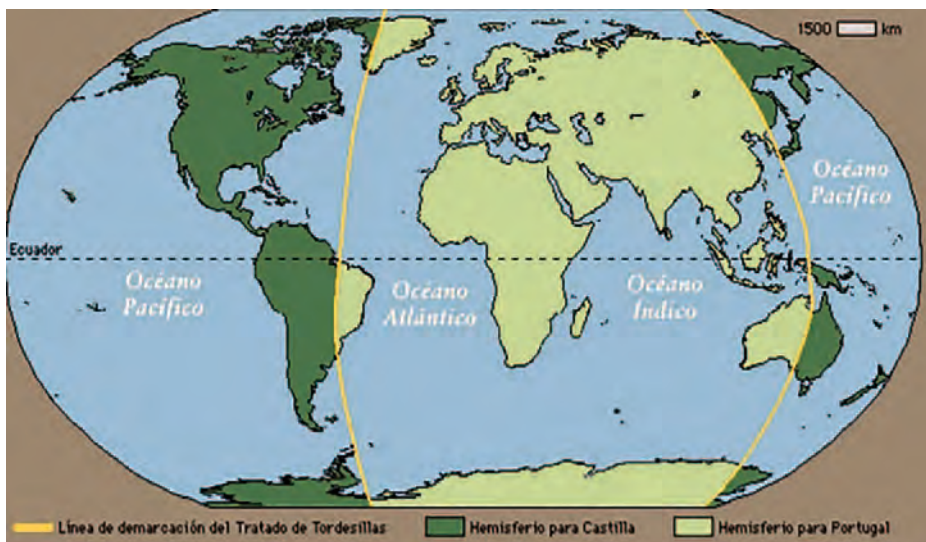 1500 km
Océano
Pacífico
Ecuador
Océano
Pacífico
Océano
Atlántico
Océano
Índico
Línea de demarcación del Tratado de Tordesillas
Hemisferio para Castilla
Hemisferio para Portugal